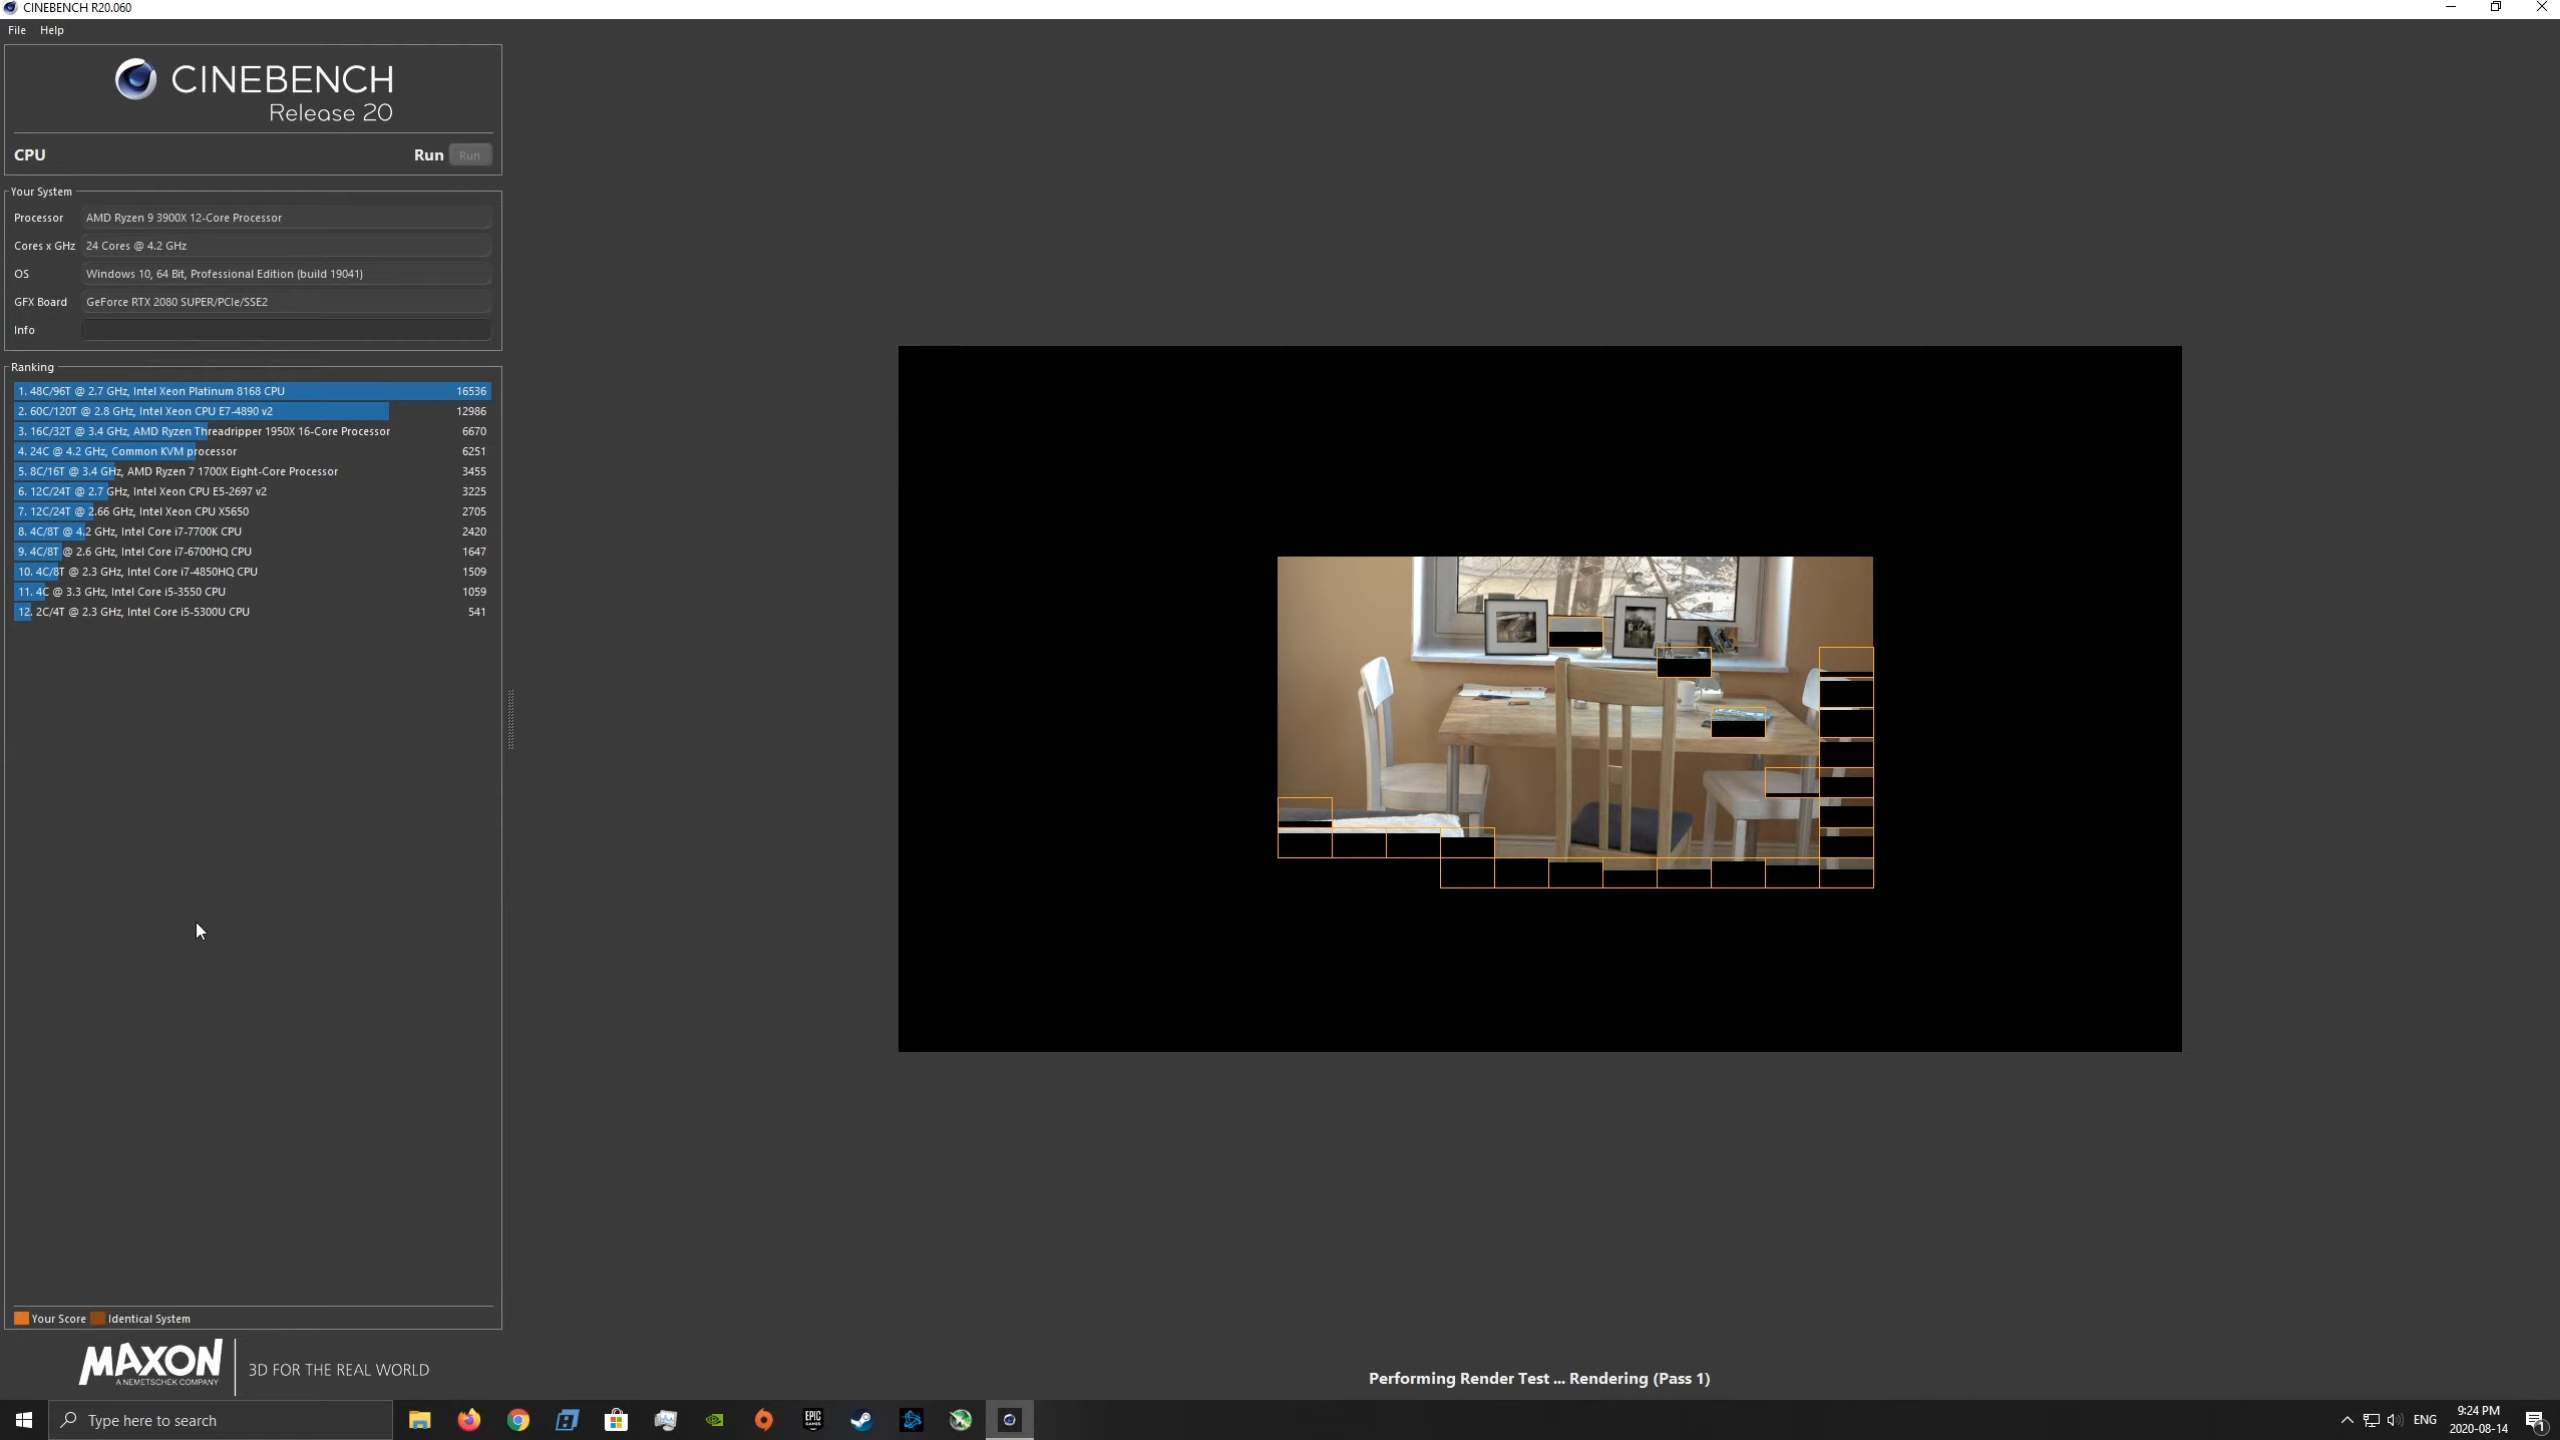 CINEBENCH R20.060
File Help
CINEBENCH
Release 20
CPU Run Run
Your System
Processor AMD Ryzen 9 3900X 12-Core Processor
Cores x GHz 24 Cores @ 4.2 GHz
OS Windows 10, 64 Bit, Professional Edition (build 19041)
GFX Board GeForce RTX 2080 SUPER/PCIe/SSE2
Info
Ranking
1. 48C/96T @ 2.7 GHz, Intel Xeon Platinum 8168 CPU 16536
2. 60C/120T @ 2.8 GHz, Intel Xeon CPU E7-4890 v2 12986
3. 16C/32T @ 3.4 GHz, AMD Ryzen Threadripper 1950X 16-Core Processor 6670
4. 24C @ 4.2 GHz, Common KVM processor 6251
5. 8C/16T @ 3.4 GHz, AMD Ryzen 7 1700X Eight-Core Processor 3455
6. 12C/24T @ 2.7 GHz, Intel Xeon CPU E5-2697 v2 3225
7. 12C/24T @ 2.66 GHz, Intel Xeon CPU X5650 2705
8. 4C/8T @ 4.2 GHz, Intel Core i7-7700K CPU 2420
9. 4C/8T @ 2.6 GHz, Intel Core i7-6700HQ CPU 1647
10. 4C/8T @ 2.3 GHz, Intel Core i7-4850HQ CPU 1509
11. 4C @ 3.3 GHz, Intel Core i5-3550 CPU 1059
12. 2C/4T @ 2.3 GHz, Intel Core i5-5300U CPU 541
Your Score Identical System
MAXON
A NEMETSCHEK COMPANY
3D FOR THE REAL WORLD
Performing Render Test ... Rendering (Pass 1)
Type here to search
EPIC
GAMES
ENG
9:24 PM
2020-08-14
1